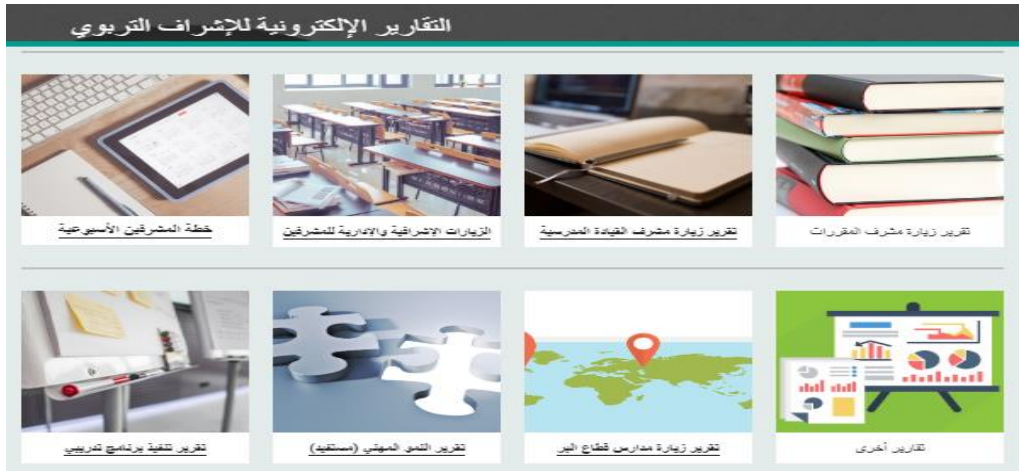 التقارير الإلكترونية للإشراف التربوي
تقرير زيارة مشرف المقررات
تقرير زيارة مشرف القيادة المدرسية
الزيارات الإشرافية والإدارية للمشرفين
خطة المشرفين الأسبوعية
تقارير أخرى
تقرير زيارة مدارس قطاع البر
تقرير النمو المهني (مستفيد)
تقرير تنفيذ برنامج تدريبي